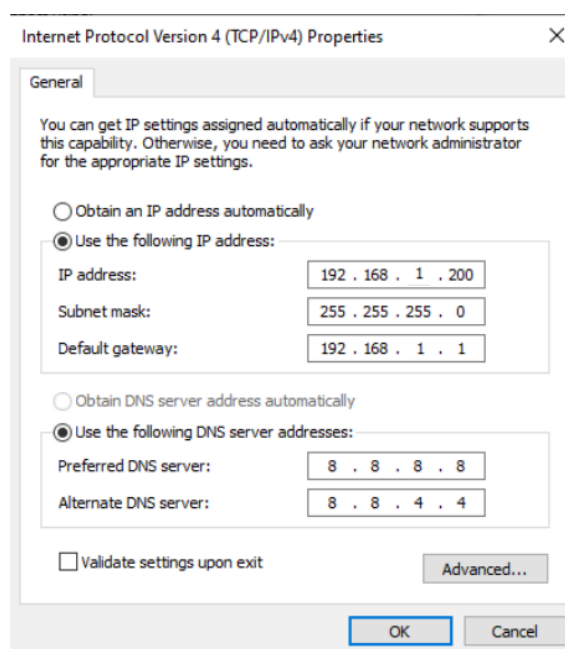 Internet Protocol Version 4 (TCP/IPv4) Properties
General
You can get IP settings assigned automatically if your network supports
this capability. Otherwise, you need to ask your network administrator
for the appropriate IP settings.
Obtain an IP address automatically
Use the following IP address:
IP address: 192 . 168 . 1 . 200
Subnet mask: 255 . 255 . 255 . 0
Default gateway: 192 . 168 . 1 . 1
Obtain DNS server address automatically
Use the following DNS server addresses:
Preferred DNS server: 8 . 8 . 8 . 8
Alternate DNS server: 8 . 8 . 4 . 4
Validate settings upon exit
Advanced...
OK Cancel